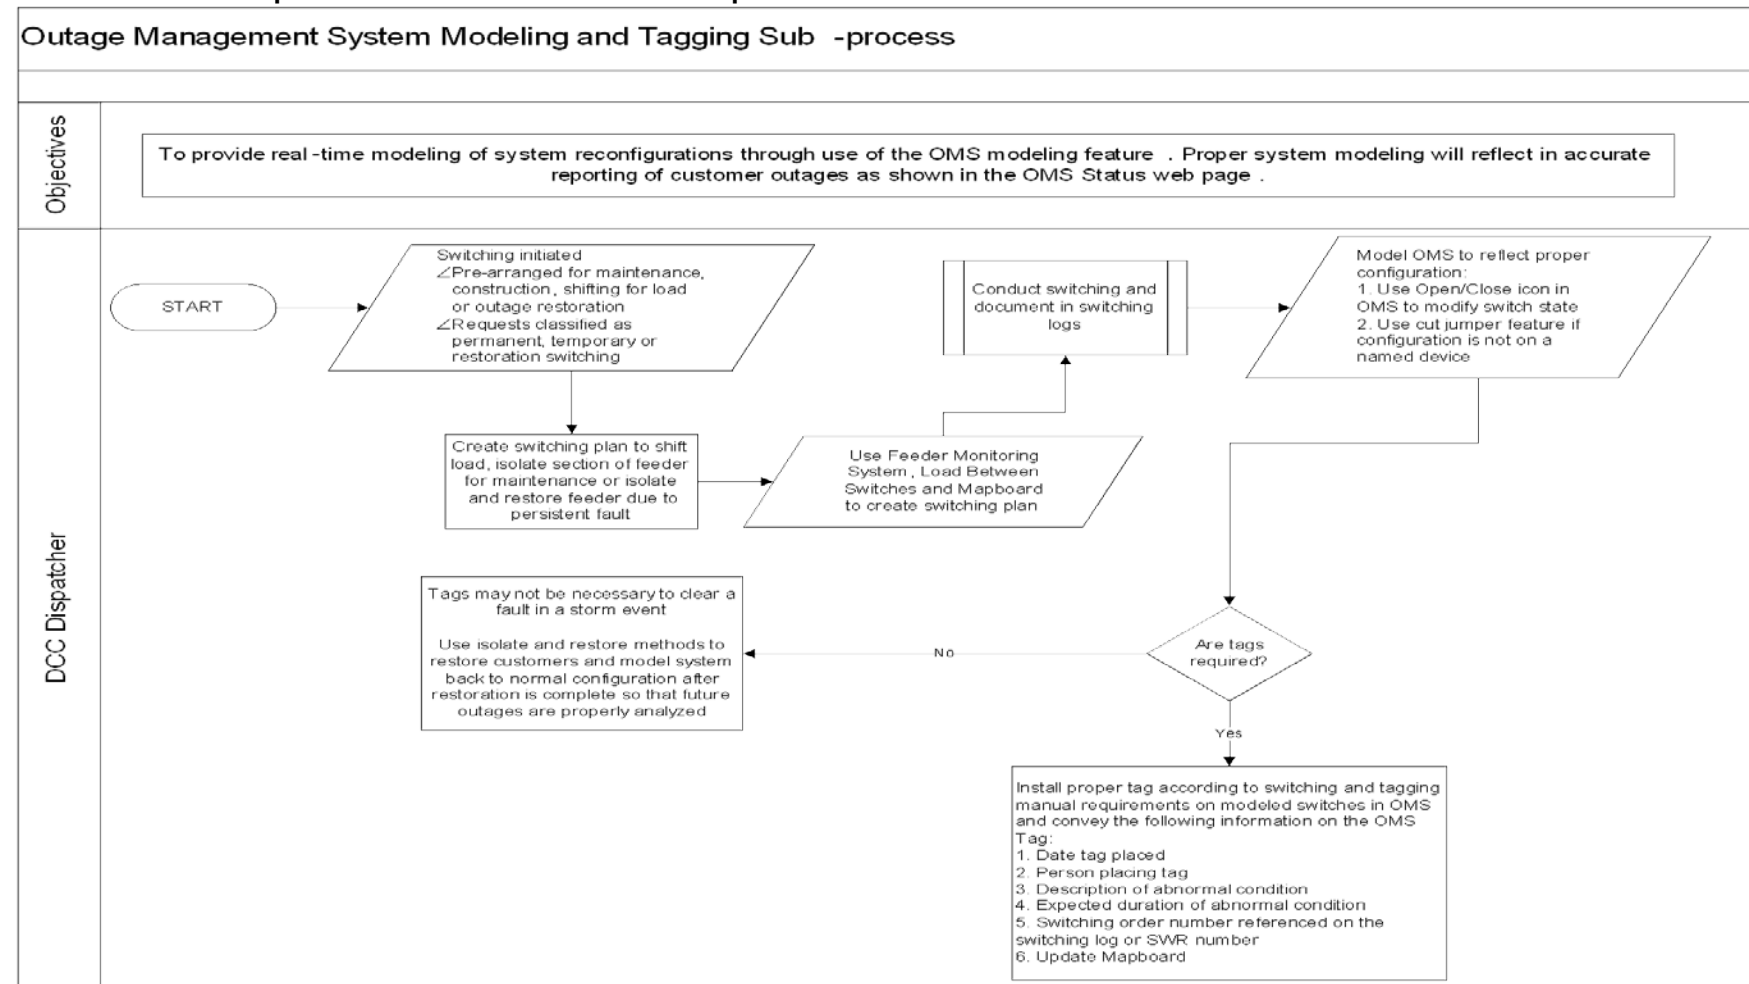 Outage Management System Modeling and Tagging Sub -process
Objectives
To provide real -time modeling of system reconfigurations through use of the OMS modeling feature . Proper system modeling will reflect in accurate
reporting of customer outages as shown in the OMS Status web page .
DCC Dispatcher
START
Switching initiated
∠Pre-arranged for maintenance,
construction, shifting for load
or outage restoration
∠Requests classified as
permanent, temporary or
restoration switching
Create switching plan to shift
load, isolate section of feeder
for maintenance or isolate
and restore feeder due to
persistent fault
Use Feeder Monitoring
System , Load Between
Switches and Mapboard
to create switching plan
Conduct switching and
document in switching
logs
Model OMS to reflect proper
configuration:
1. Use Open/Close icon in
OMS to modify switch state
2. Use cut jumper feature if
configuration is not on a
named device
Are tags
required?
No
Tags may not be necessary to clear a
fault in a storm event
Use isolate and restore methods to
restore customers and model system
back to normal configuration after
restoration is complete so that future
outages are properly analyzed
Yes
Install proper tag according to switching and tagging
manual requirements on modeled switches in OMS
and convey the following information on the OMS
Tag:
1. Date tag placed
2. Person placing tag
3. Description of abnormal condition
4. Expected duration of abnormal condition
5. Switching order number referenced on the
switching log or SWR number
6. Update Mapboard